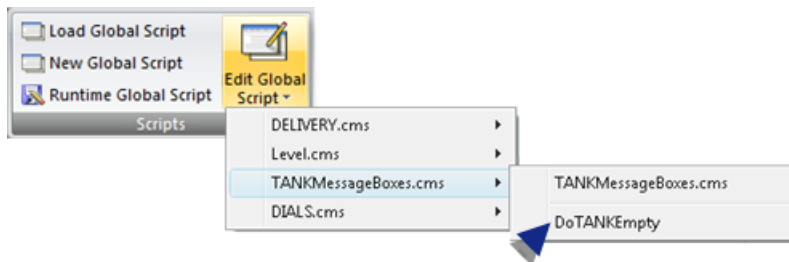 Load Global Script
New Global Script
Runtime Global Script
Edit Global
Script
Scripts
DELIVERY.cms
Level.cms
TANKMessageBoxes.cms
DIALS.cms
TANKMessageBoxes.cms
DoTANKEmpty